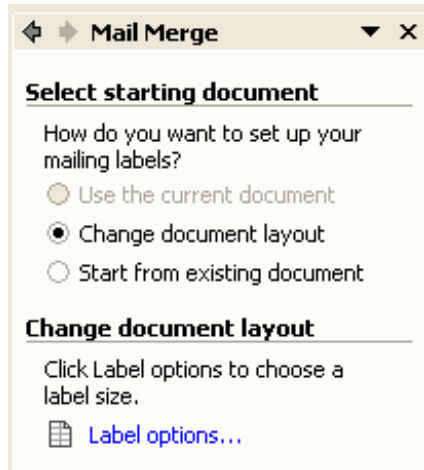 Mail Merge
Select starting document
How do you want to set up your
mailing labels?
Use the current document
Change document layout
Start from existing document
Change document layout
Click Label options to choose a
label size.
Label options...